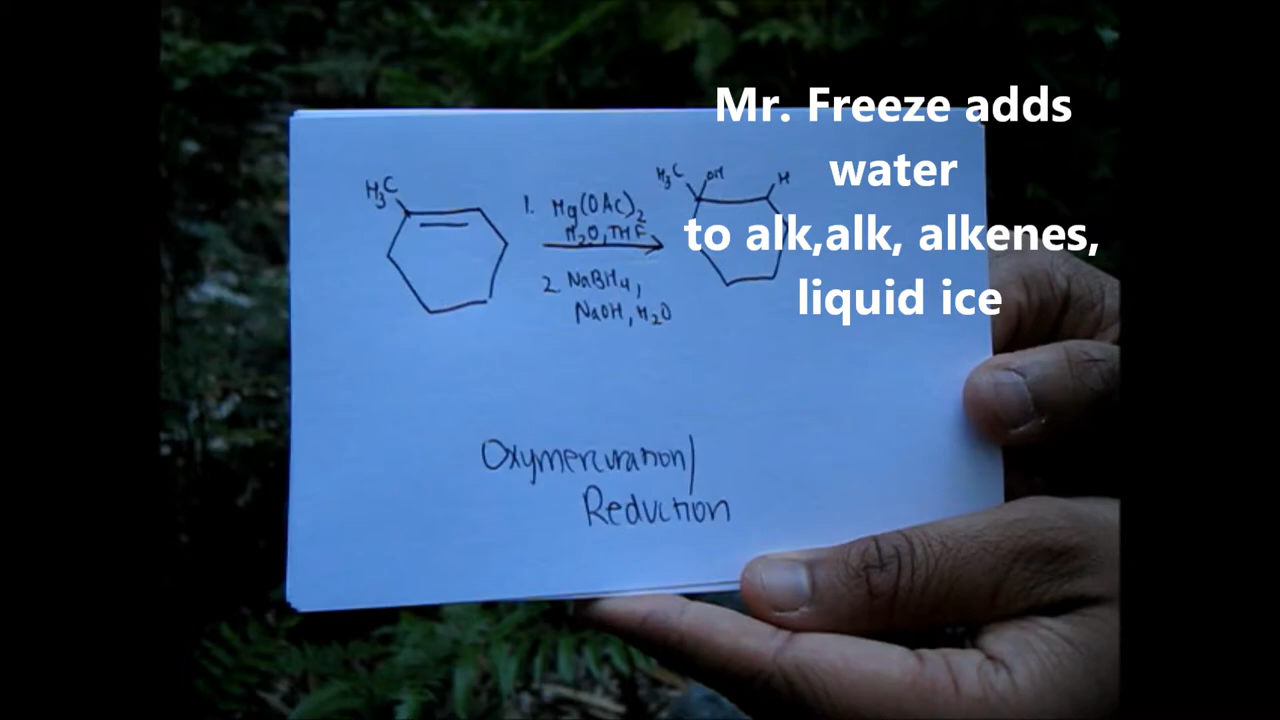 Mr. Freeze adds
water
to alk,alk, alkenes,
liquid ice
H₃C
1. Hg(OAc)₂
H₂O, THF
2. NaBH₄,
NaOH, H₂O
H₃C OH H
Oxymercuration/
Reduction